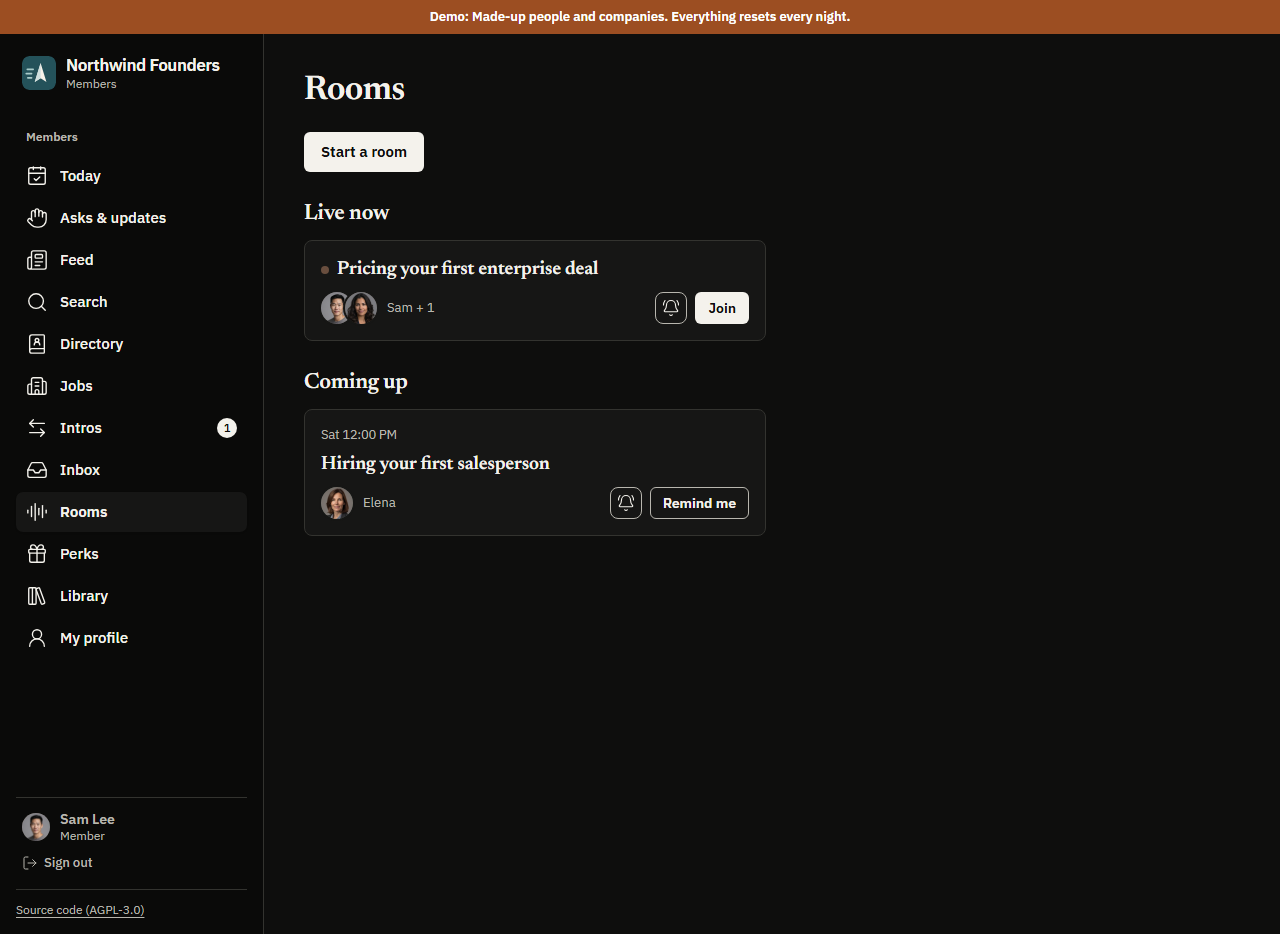 Demo: Made-up people and companies. Everything resets every night.
Northwind Founders
Members
Members
Today
Asks & updates
Feed
Search
Directory
Jobs
Intros
1
Inbox
Rooms
Perks
Library
My profile
Sam Lee
Member
Sign out
Source code (AGPL-3.0)
Rooms
Start a room
Live now
Pricing your first enterprise deal
Sam + 1
Join
Coming up
Sat 12:00 PM
Hiring your first salesperson
Elena
Remind me